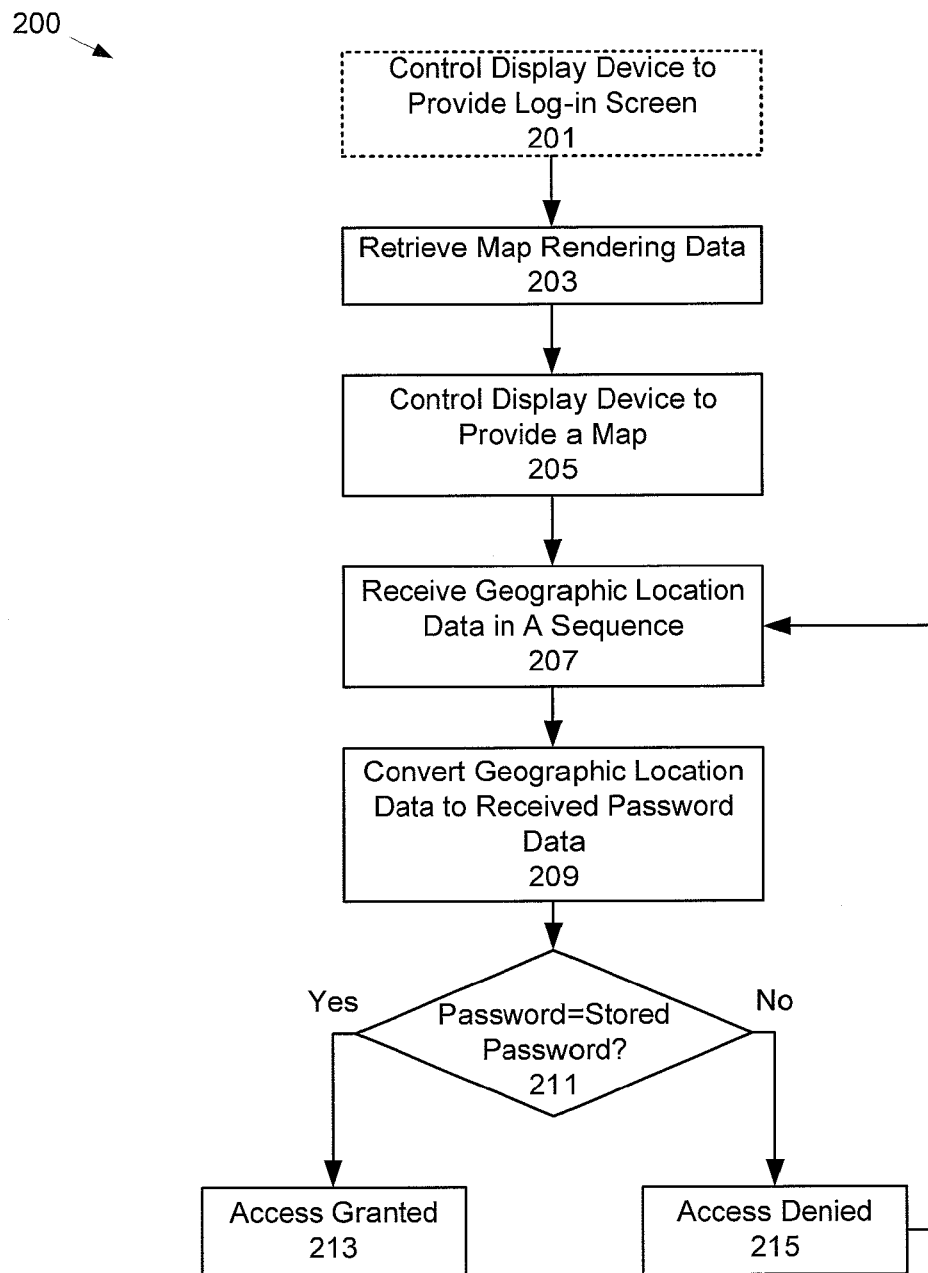 200
Control Display Device to
Provide Log-in Screen
201
Retrieve Map Rendering Data
203
Control Display Device to
Provide a Map
205
Receive Geographic Location
Data in A Sequence
207
Convert Geographic Location
Data to Received Password
Data
209
Yes
No
Password=Stored
Password?
211
Access Granted
213
Access Denied
215